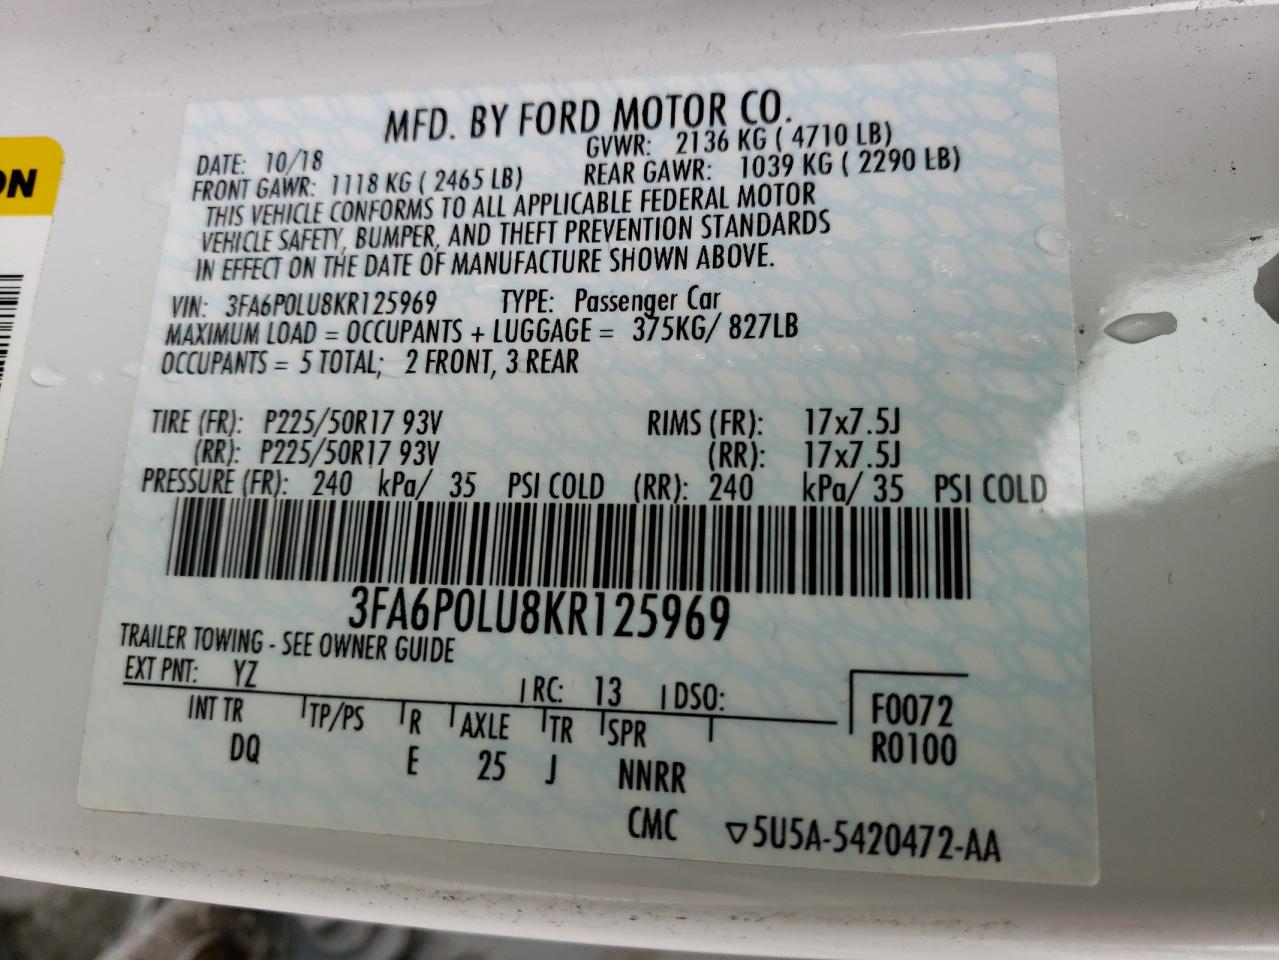 ON
MFD. BY FORD MOTOR CO.
DATE: 10/18 GVWR: 2136 KG ( 4710 LB)
FRONT GAWR: 1118 KG ( 2465 LB) REAR GAWR: 1039 KG ( 2290 LB)
THIS VEHICLE CONFORMS TO ALL APPLICABLE FEDERAL MOTOR
VEHICLE SAFETY, BUMPER, AND THEFT PREVENTION STANDARDS
IN EFFECT ON THE DATE OF MANUFACTURE SHOWN ABOVE.
VIN: 3FA6P0LU8KR125969 TYPE: Passenger Car
MAXIMUM LOAD = OCCUPANTS + LUGGAGE = 375KG/ 827LB
OCCUPANTS = 5 TOTAL; 2 FRONT, 3 REAR
TIRE (FR): P225/50R17 93V RIMS (FR): 17x7.5J
(RR): P225/50R17 93V (RR): 17x7.5J
PRESSURE (FR): 240 kPa/ 35 PSI COLD (RR): 240 kPa/ 35 PSI COLD
3FA6P0LU8KR125969
TRAILER TOWING - SEE OWNER GUIDE
EXT PNT: YZ RC: 13 DSO:
INT TR TP/PS R AXLE TR SPR
DQ E 25 J NNRR
F0072
R0100
CMC ▽5U5A-5420472-AA